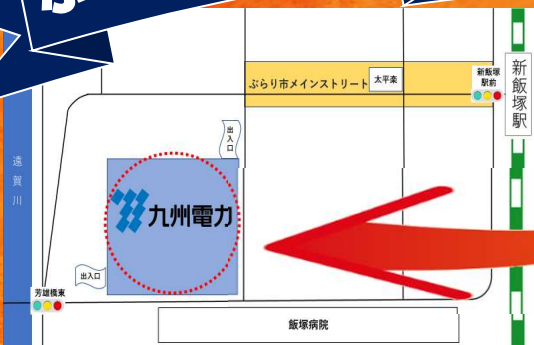 ぶらり市メインストリート
太平楽
新飯塚
駅前
新飯塚駅
出入口
遠賀川
九州電力
出入口
芳雄橋東
飯塚病院